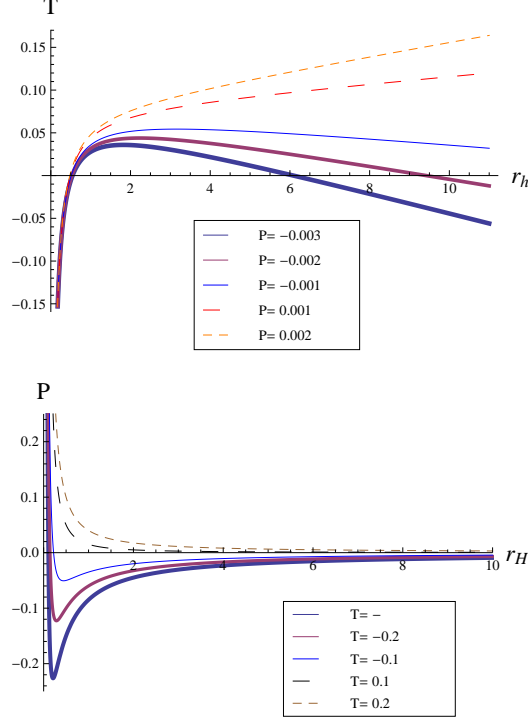 T
0.15
0.10
0.05
2 4 6 8 10
r_h
−0.05
−0.10
−0.15
P= −0.003
P= −0.002
P= −0.001
P= 0.001
P= 0.002
P
0.2
0.1
0.0
2 4 6 8 10
r_H
−0.1
−0.2
T= −
T= −0.2
T= −0.1
T= 0.1
T= 0.2